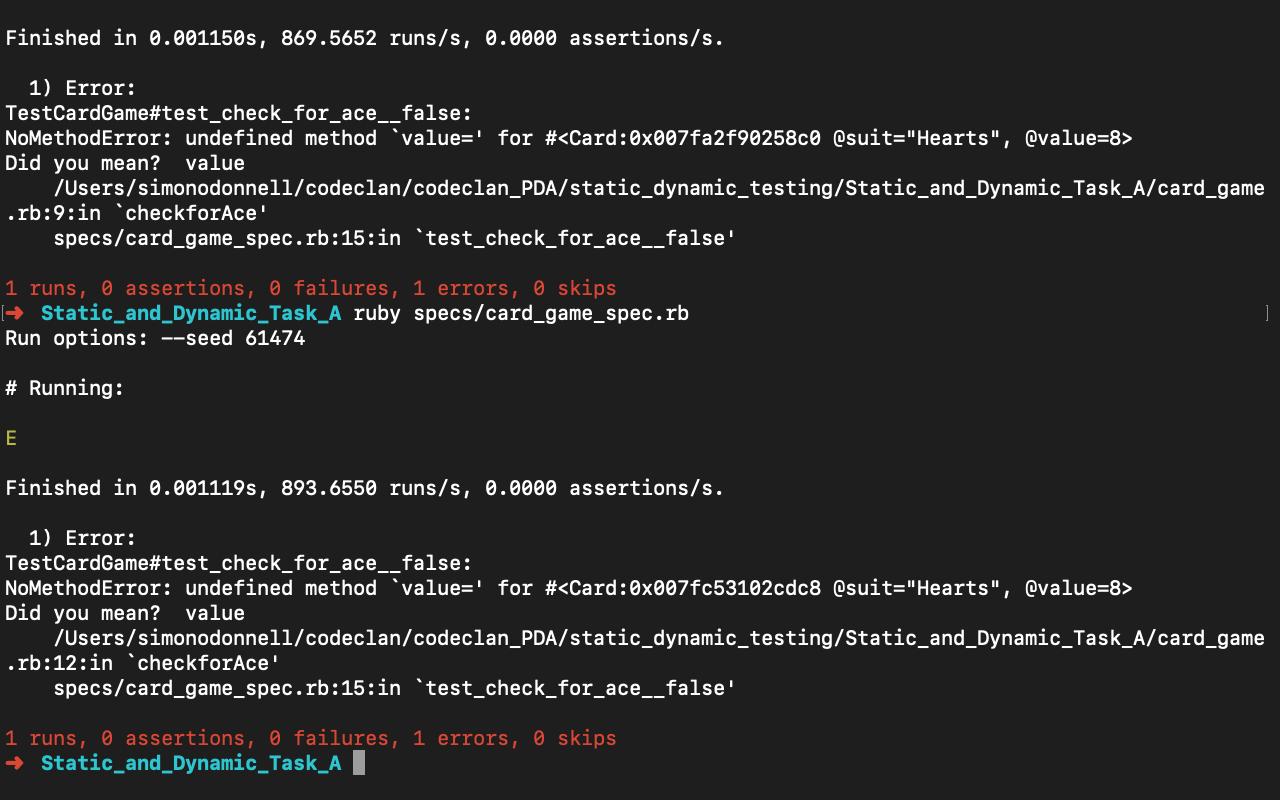 Finished in 0.001150s, 869.5652 runs/s, 0.0000 assertions/s.
  1) Error:
TestCardGame#test_check_for_ace__false:
NoMethodError: undefined method `value=' for #<Card:0x007fa2f90258c0 @suit="Hearts", @value=8>
Did you mean?  value
    /Users/simonodonnell/codeclan/codeclan_PDA/static_dynamic_testing/Static_and_Dynamic_Task_A/card_game
.rb:9:in `checkforAce'
    specs/card_game_spec.rb:15:in `test_check_for_ace__false'
1 runs, 0 assertions, 0 failures, 1 errors, 0 skips
[➜  Static_and_Dynamic_Task_A ruby specs/card_game_spec.rb ]
Run options: --seed 61474
# Running:
E
Finished in 0.001119s, 893.6550 runs/s, 0.0000 assertions/s.
  1) Error:
TestCardGame#test_check_for_ace__false:
NoMethodError: undefined method `value=' for #<Card:0x007fc53102cdc8 @suit="Hearts", @value=8>
Did you mean?  value
    /Users/simonodonnell/codeclan/codeclan_PDA/static_dynamic_testing/Static_and_Dynamic_Task_A/card_game
.rb:12:in `checkforAce'
    specs/card_game_spec.rb:15:in `test_check_for_ace__false'
1 runs, 0 assertions, 0 failures, 1 errors, 0 skips
➜  Static_and_Dynamic_Task_A